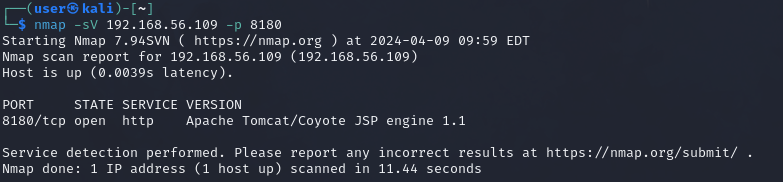 ┌──(user㉿kali)-[~]
└─$ nmap -sV 192.168.56.109 -p 8180
Starting Nmap 7.94SVN ( https://nmap.org ) at 2024-04-09 09:59 EDT
Nmap scan report for 192.168.56.109 (192.168.56.109)
Host is up (0.0039s latency).

PORT     STATE SERVICE VERSION
8180/tcp open  http    Apache Tomcat/Coyote JSP engine 1.1

Service detection performed. Please report any incorrect results at https://nmap.org/submit/ .
Nmap done: 1 IP address (1 host up) scanned in 11.44 seconds